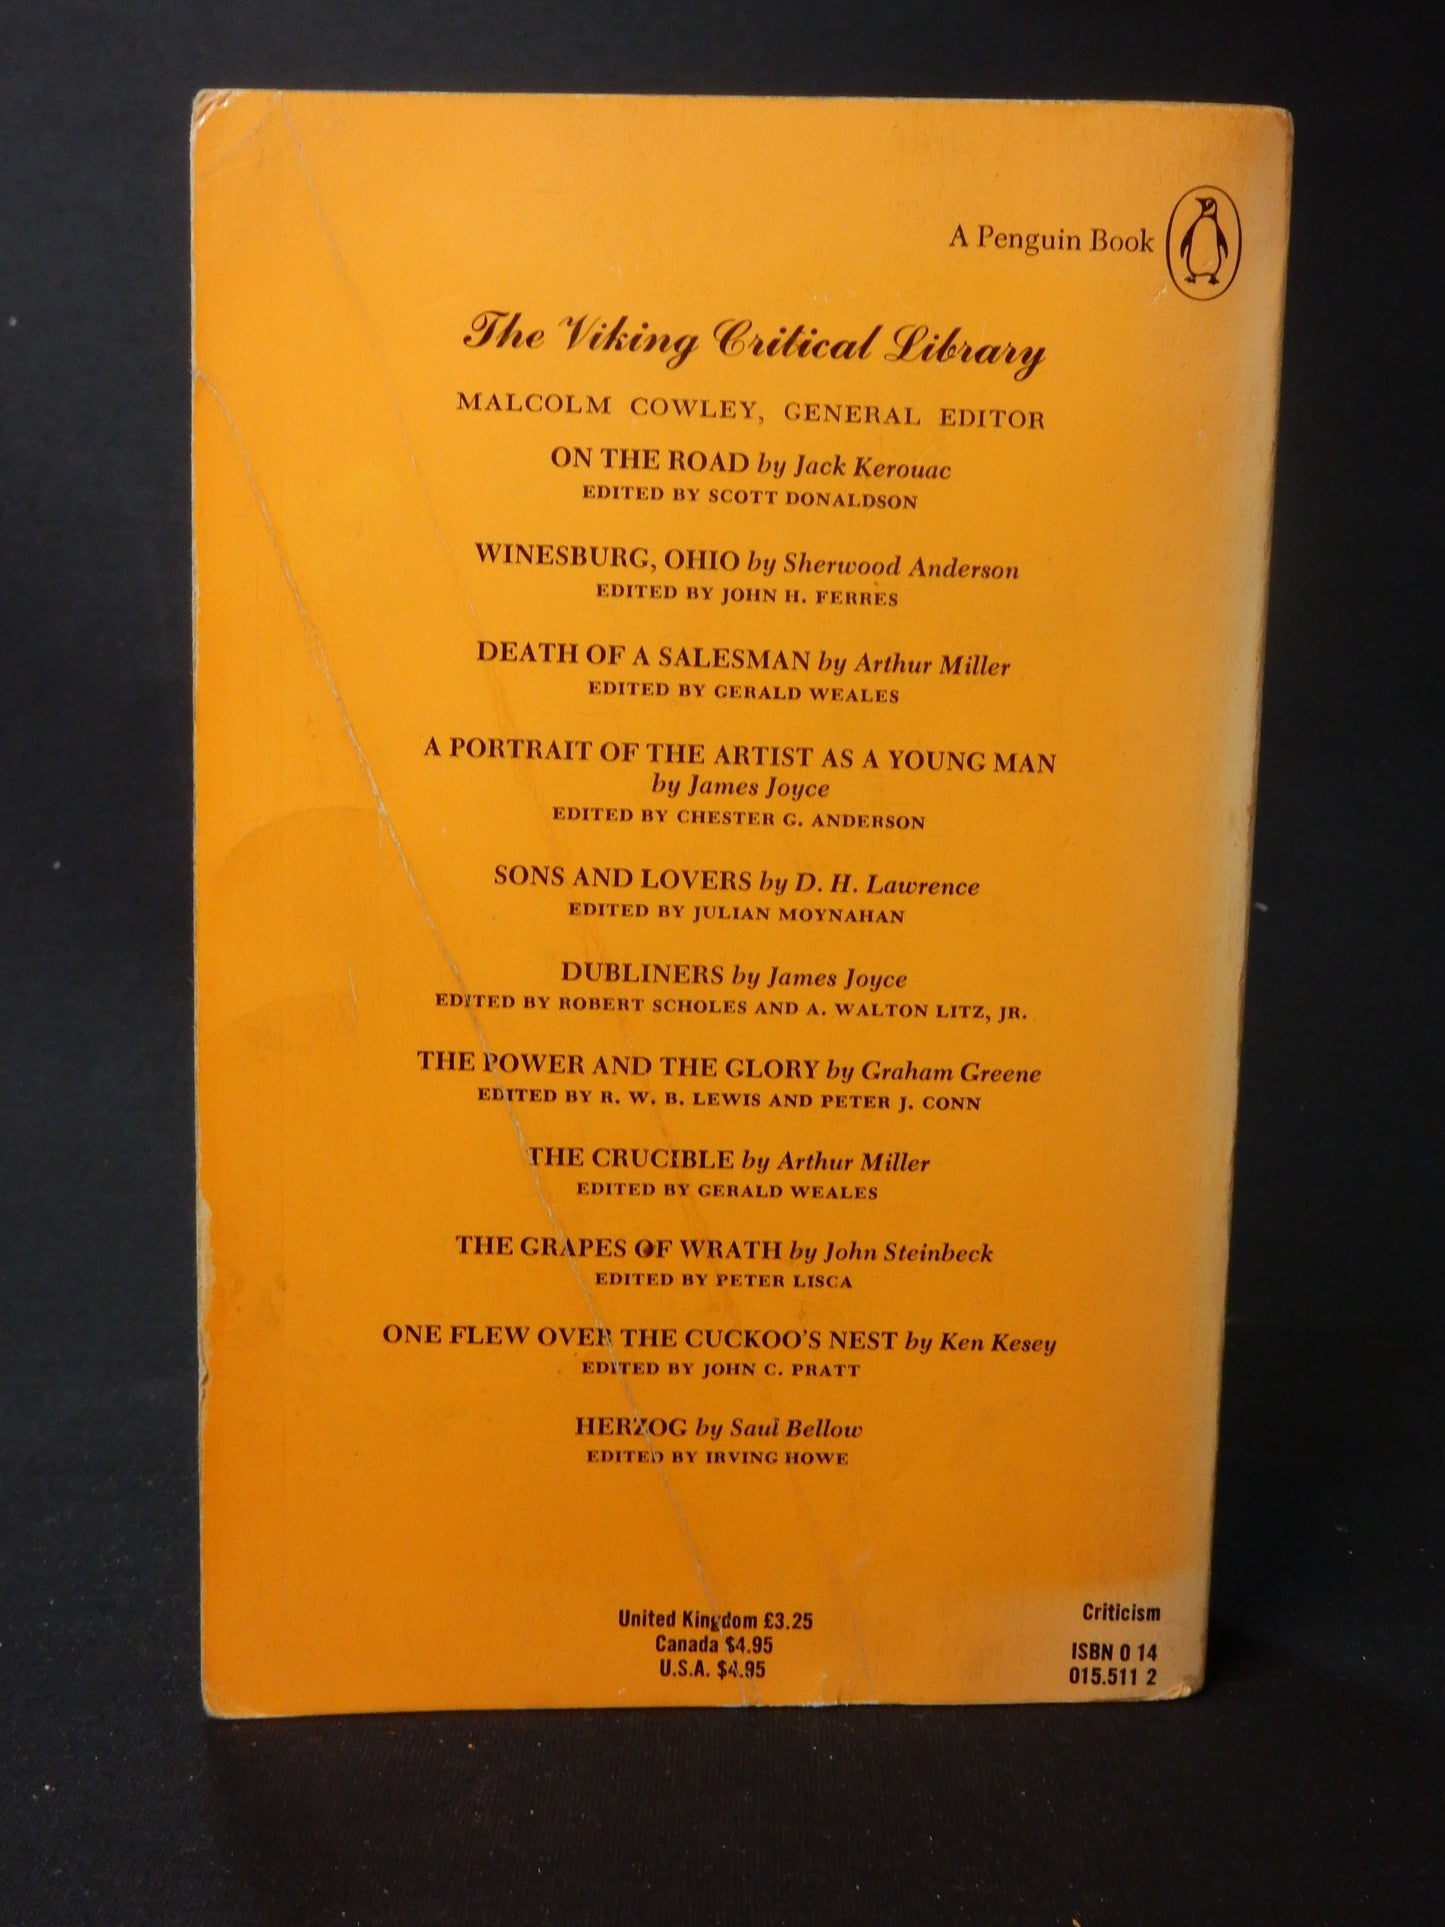 A Penguin Book
The Viking Critical Library
MALCOLM COWLEY, GENERAL EDITOR
ON THE ROAD by Jack Kerouac
EDITED BY SCOTT DONALDSON
WINESBURG, OHIO by Sherwood Anderson
EDITED BY JOHN H. FERRES
DEATH OF A SALESMAN by Arthur Miller
EDITED BY GERALD WEALES
A PORTRAIT OF THE ARTIST AS A YOUNG MAN
by James Joyce
EDITED BY CHESTER G. ANDERSON
SONS AND LOVERS by D. H. Lawrence
EDITED BY JULIAN MOYNAHAN
DUBLINERS by James Joyce
EDITED BY ROBERT SCHOLES AND A. WALTON LITZ, JR.
THE POWER AND THE GLORY by Graham Greene
EDITED BY R. W. B. LEWIS AND PETER J. CONN
THE CRUCIBLE by Arthur Miller
EDITED BY GERALD WEALES
THE GRAPES OF WRATH by John Steinbeck
EDITED BY PETER LISCA
ONE FLEW OVER THE CUCKOO'S NEST by Ken Kesey
EDITED BY JOHN C. PRATT
HERZOG by Saul Bellow
EDITED BY IRVING HOWE
United Kingdom £3.25
Canada $4.95
U.S.A. $4.95
Criticism
ISBN 0 14
015.511 2